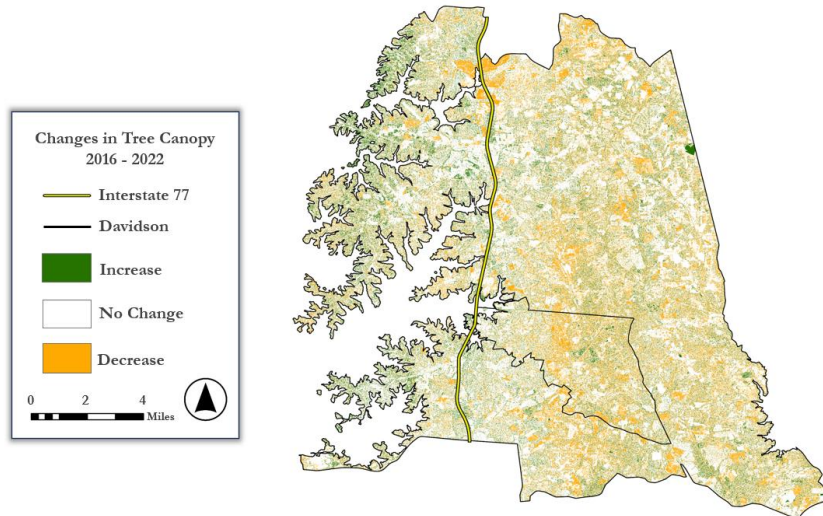 Changes in Tree Canopy
2016 - 2022
Interstate 77
Davidson
Increase
No Change
Decrease
0 2 4
Miles